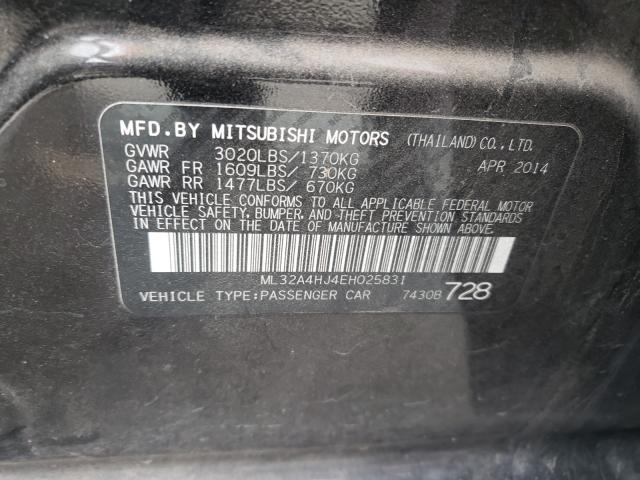 MFD.BY MITSUBISHI MOTORS (THAILAND) CO., LTD.
GVWR 3020LBS/1370KG APR 2014
GAWR FR 1609LBS/ 730KG
GAWR RR 1477LBS/ 670KG
THIS VEHICLE CONFORMS TO ALL APPLICABLE FEDERAL MOTOR
VEHICLE SAFETY, BUMPER, AND THEFT PREVENTION STANDARDS
IN EFFECT ON THE DATE OF MANUFACTURE SHOWN ABOVE.
ML32A4HJ4EH025831
VEHICLE TYPE:PASSENGER CAR 7430B 728